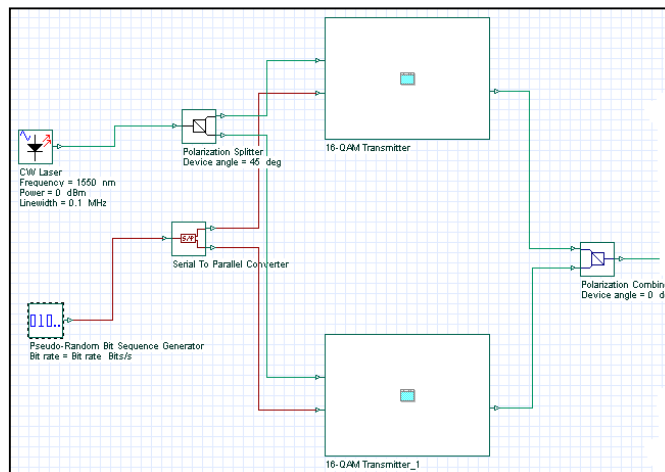 16-QAM Transmitter
Polarization Splitter
Device angle = 45 deg
CW Laser
Frequency = 1550 nm
Power = 0 dBm
Linewidth = 0.1 MHz
S/P
Serial To Parallel Converter
Polarization Combine
Device angle = 0 d
010..
Pseudo-Random Bit Sequence Generator
Bit rate = Bit rate Bits/s
16-QAM Transmitter_1